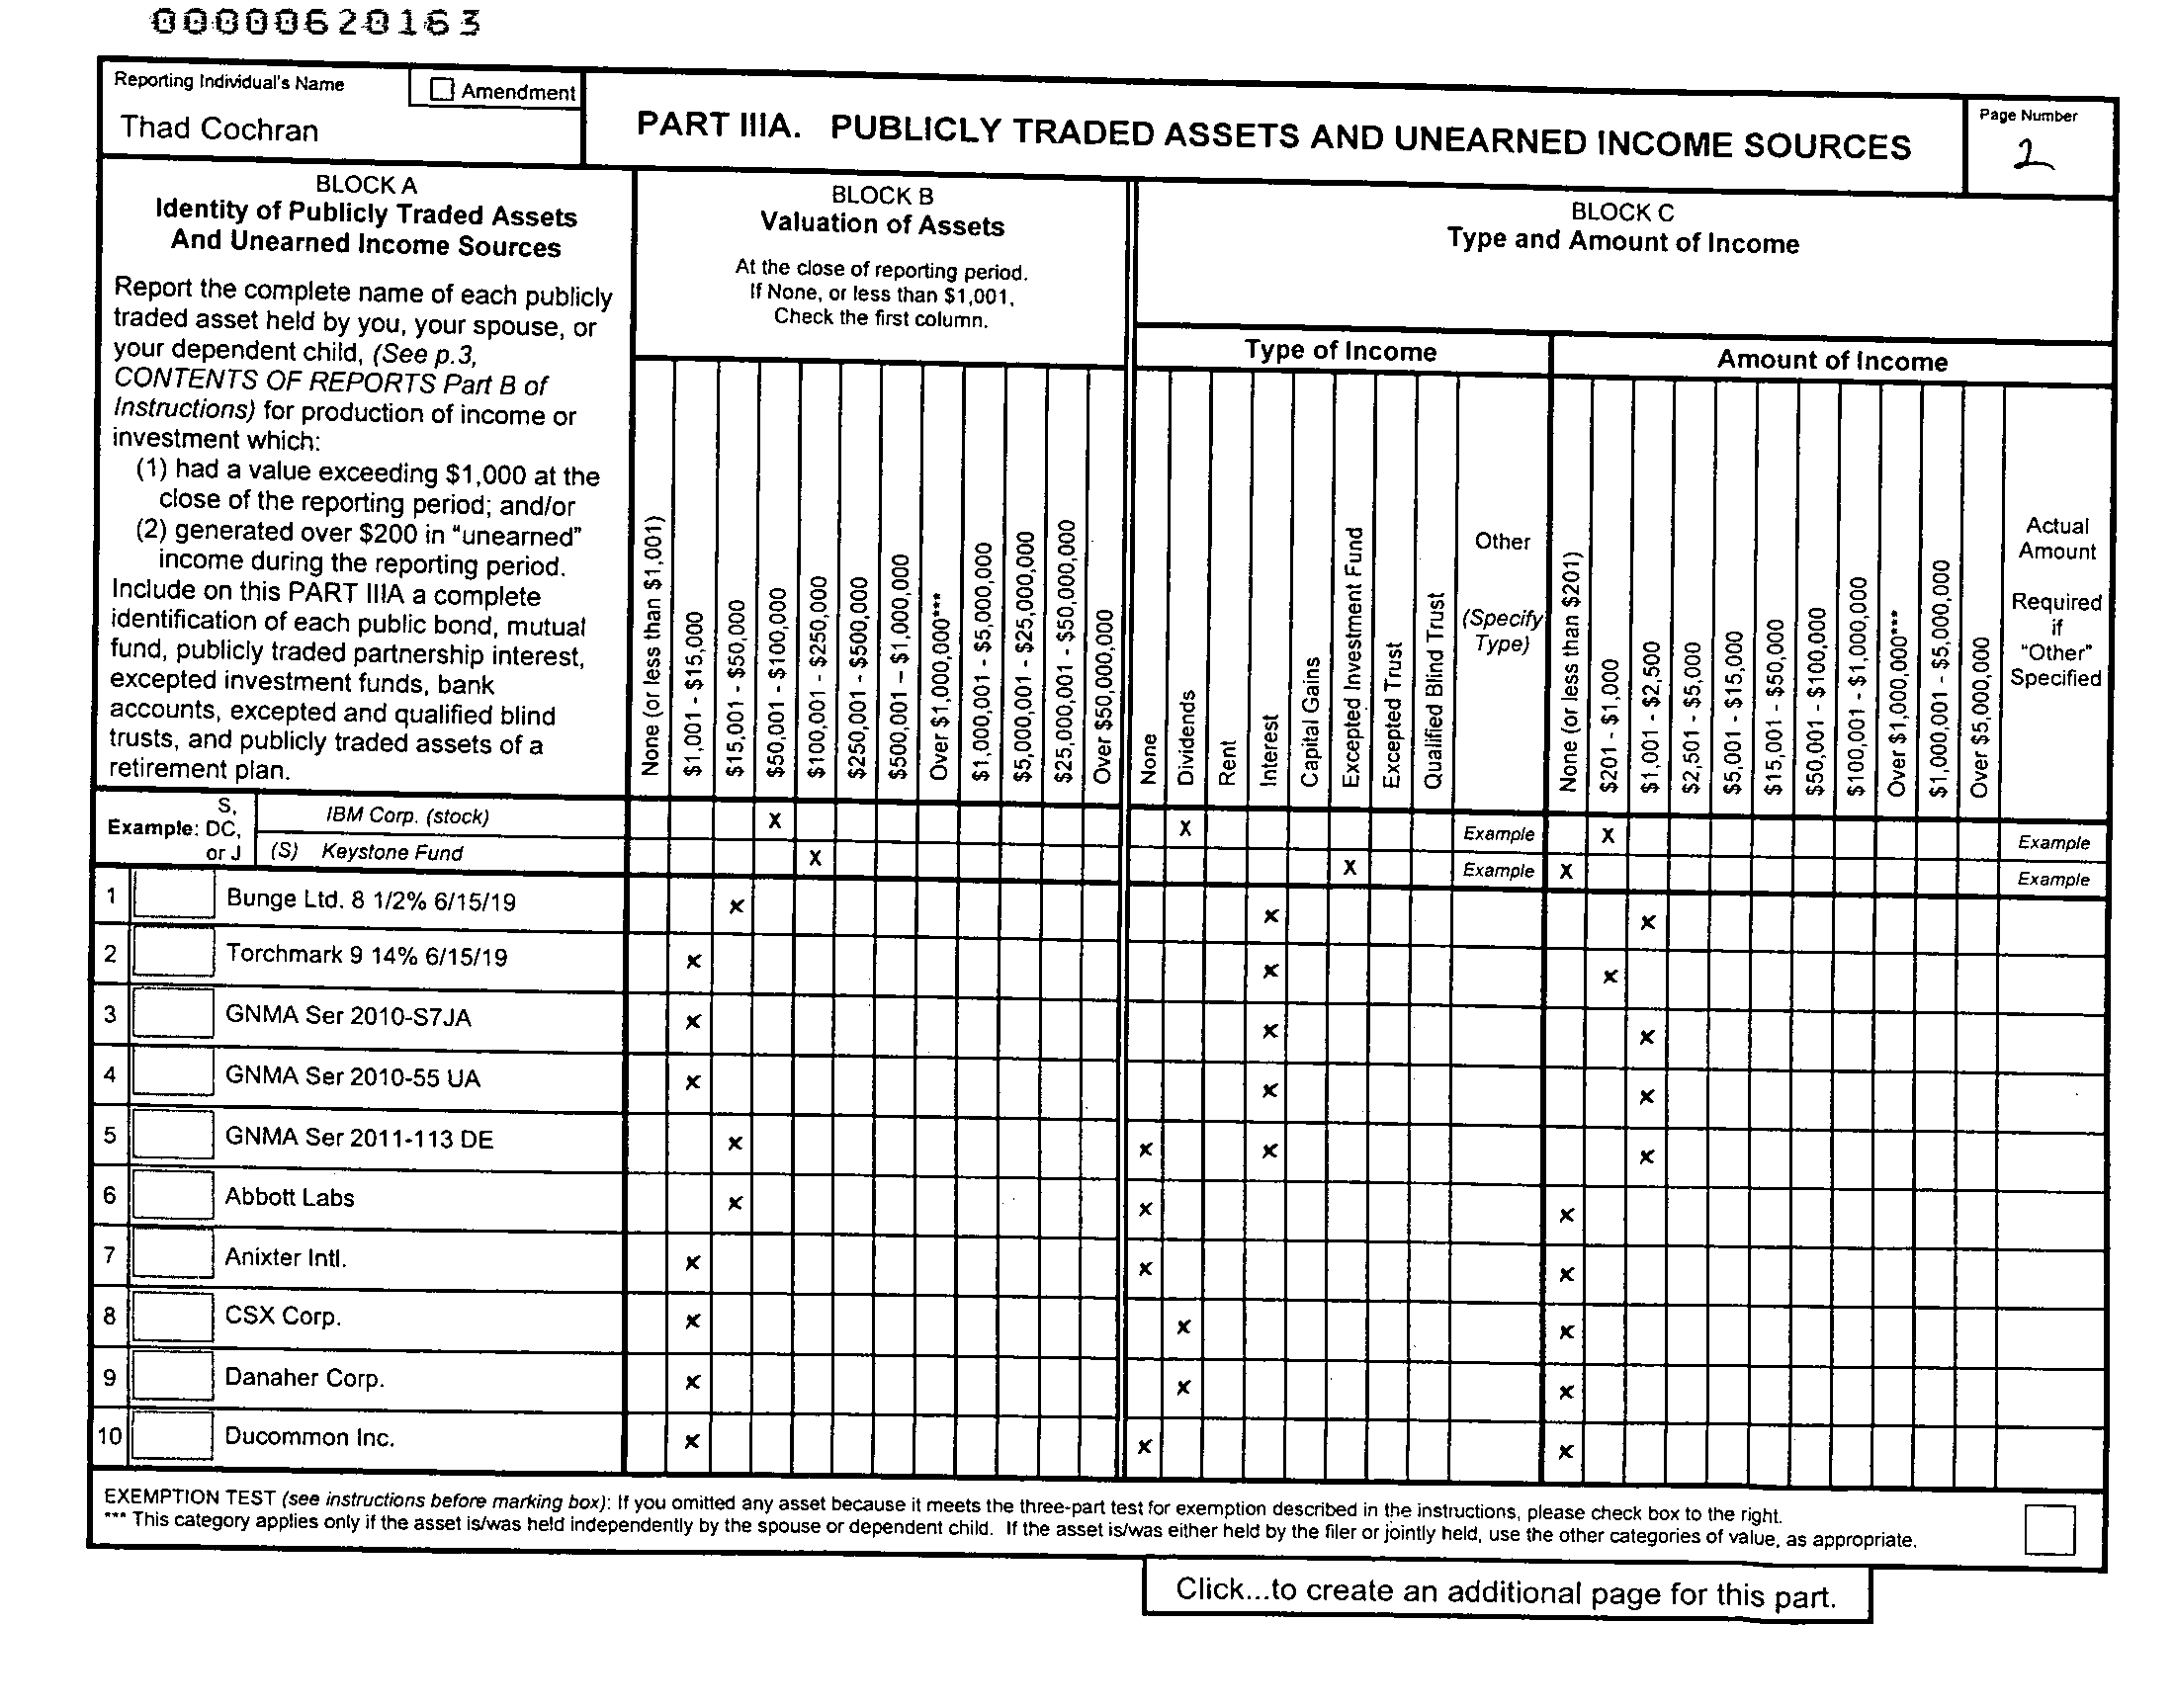 00000620163
Reporting Individual's Name
Amendment
Thad Cochran
PART IIIA. PUBLICLY TRADED ASSETS AND UNEARNED INCOME SOURCES
Page Number
2
BLOCK A
Identity of Publicly Traded Assets
And Unearned Income Sources
Report the complete name of each publicly
traded asset held by you, your spouse, or
your dependent child, (See p.3,
CONTENTS OF REPORTS Part B of
Instructions) for production of income or
investment which:
(1) had a value exceeding $1,000 at the
close of the reporting period; and/or
(2) generated over $200 in "unearned"
income during the reporting period.
Include on this PART IIIA a complete
identification of each public bond, mutual
fund, publicly traded partnership interest,
excepted investment funds, bank
accounts, excepted and qualified blind
trusts, and publicly traded assets of a
retirement plan.
BLOCK B
Valuation of Assets
At the close of reporting period.
If None, or less than $1,001,
Check the first column.
None (or less than $1,001)
$1,001 - $15,000
$15,001 - $50,000
$50,001 - $100,000
$100,001 - $250,000
$250,001 - $500,000
$500,001 – $1,000,000
Over $1,000,000***
$1,000,001 - $5,000,000
$5,000,001 - $25,000,000
$25,000,001 - $50,000,000
Over $50,000,000
BLOCK C
Type and Amount of Income
Type of Income
None
Dividends
Rent
Interest
Capital Gains
Excepted Investment Fund
Excepted Trust
Qualified Blind Trust
Other
(Specify
Type)
Amount of Income
None (or less than $201)
$201 - $1,000
$1,001 - $2,500
$2,501 - $5,000
$5,001 - $15,000
$15,001 - $50,000
$50,001 - $100,000
$100,001 - $1,000,000
Over $1,000,000***
$1,000,001 - $5,000,000
Over $5,000,000
Actual
Amount
Required
if
"Other"
Specified
Example:
S,
DC,
or J
IBM Corp. (stock) X X Example X Example
(S) Keystone Fund X X Example X Example
1 Bunge Ltd. 8 1/2% 6/15/19 x x x
2 Torchmark 9 14% 6/15/19 x x x
3 GNMA Ser 2010-S7JA x x x
4 GNMA Ser 2010-55 UA x x x
5 GNMA Ser 2011-113 DE x x x x
6 Abbott Labs x x x
7 Anixter Intl. x x x
8 CSX Corp. x x x
9 Danaher Corp. x x x
10 Ducommon Inc. x x x
EXEMPTION TEST (see instructions before marking box): If you omitted any asset because it meets the three-part test for exemption described in the instructions, please check box to the right.
*** This category applies only if the asset is/was held independently by the spouse or dependent child. If the asset is/was either held by the filer or jointly held, use the other categories of value, as appropriate.
Click...to create an additional page for this part.